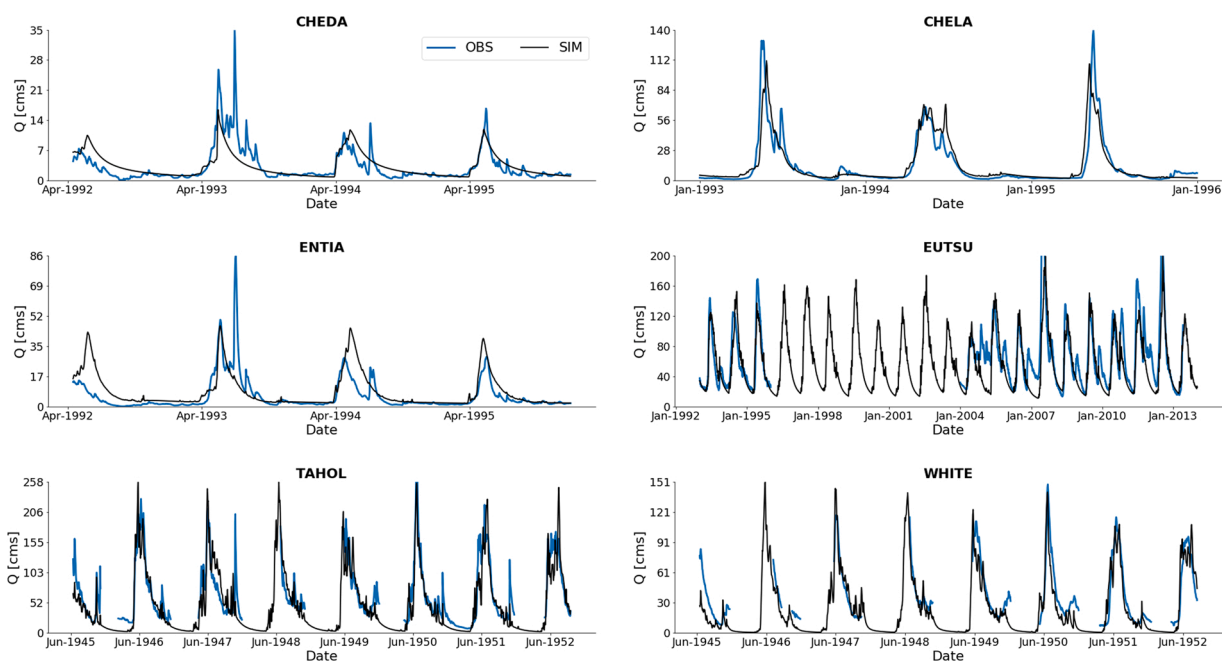 CHEDA
Q [cms]
35
28
21
14
7
0
OBS SIM
Apr-1992 Apr-1993 Apr-1994 Apr-1995
Date
CHELA
Q [cms]
140
112
84
56
28
0
Jan-1993 Jan-1994 Jan-1995 Jan-1996
Date
ENTIA
Q [cms]
86
69
52
35
17
0
Apr-1992 Apr-1993 Apr-1994 Apr-1995
Date
EUTSU
Q [cms]
200
160
120
80
40
0
Jan-1992 Jan-1995 Jan-1998 Jan-2001 Jan-2004 Jan-2007 Jan-2010 Jan-2013
Date
TAHOL
Q [cms]
258
206
155
103
52
0
Jun-1945 Jun-1946 Jun-1947 Jun-1948 Jun-1949 Jun-1950 Jun-1951 Jun-1952
Date
WHITE
Q [cms]
151
121
91
61
30
0
Jun-1945 Jun-1946 Jun-1947 Jun-1948 Jun-1949 Jun-1950 Jun-1951 Jun-1952
Date